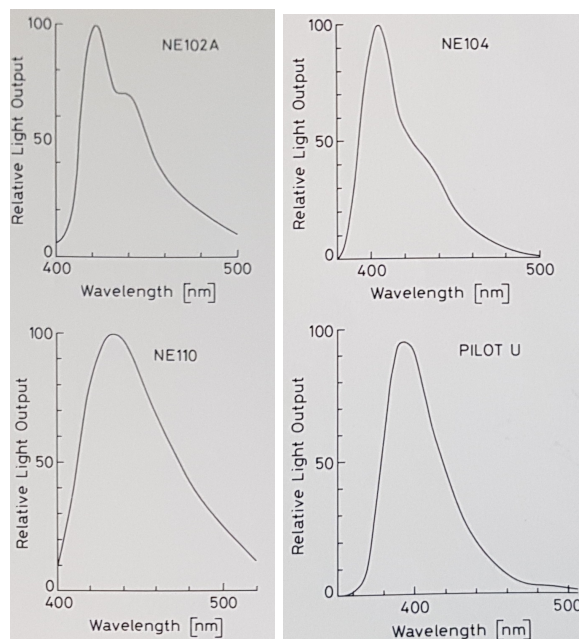 NE102A
100
50
0
400
500
Relative Light Output
Wavelength [nm]
NE104
100
50
0
400
500
Relative Light Output
Wavelength [nm]
NE110
100
50
0
400
500
Relative Light Output
Wavelength [nm]
PILOT U
100
50
0
400
500
Relative Light Output
Wavelength [nm]